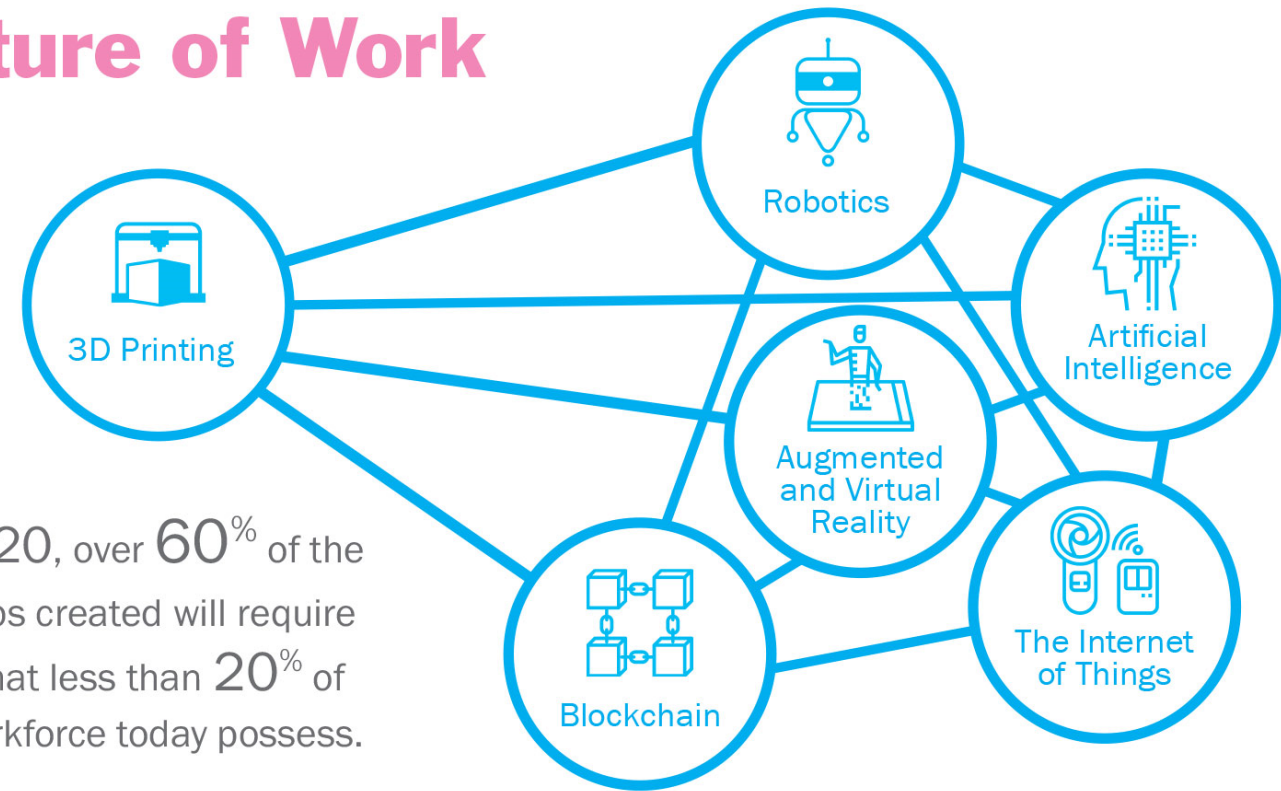 ture of Work
Robotics
3D Printing
Artificial
Intelligence
Augmented
and Virtual
Reality
20, over 60% of the
bs created will require
hat less than 20% of
rkforce today possess.
Blockchain
The Internet
of Things